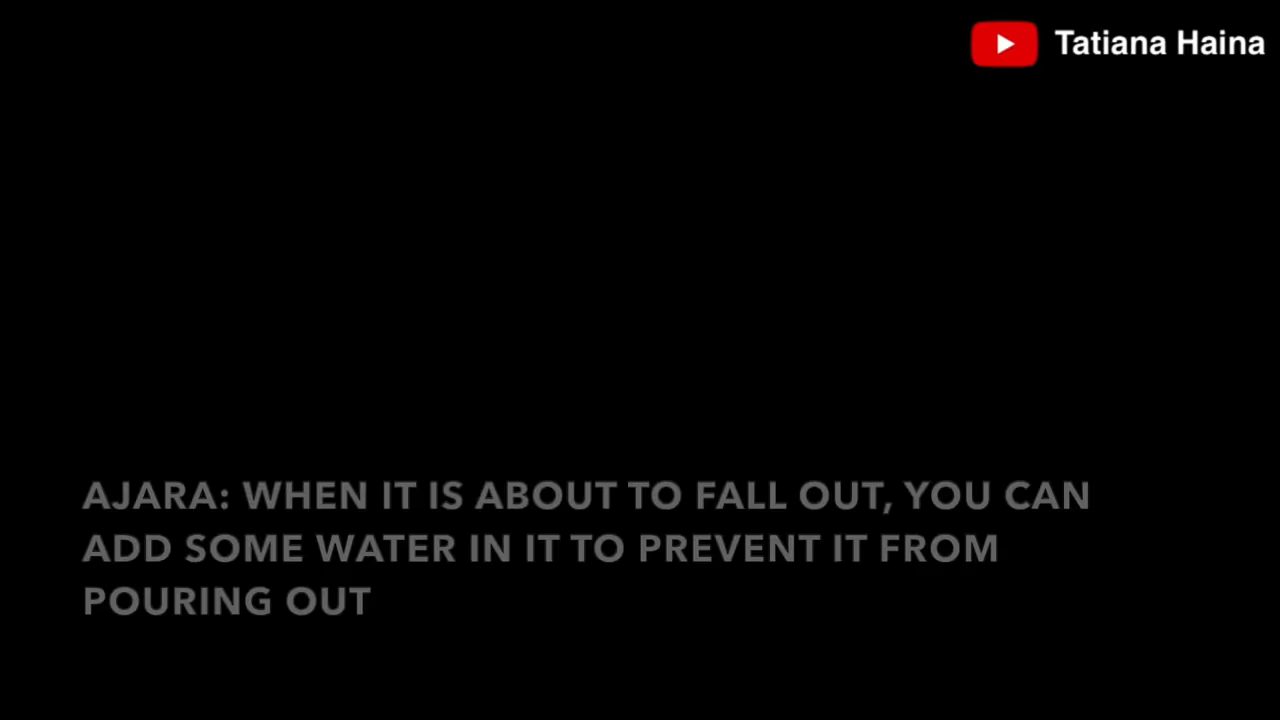 Tatiana Haina
AJARA: WHEN IT IS ABOUT TO FALL OUT, YOU CAN
ADD SOME WATER IN IT TO PREVENT IT FROM
POURING OUT